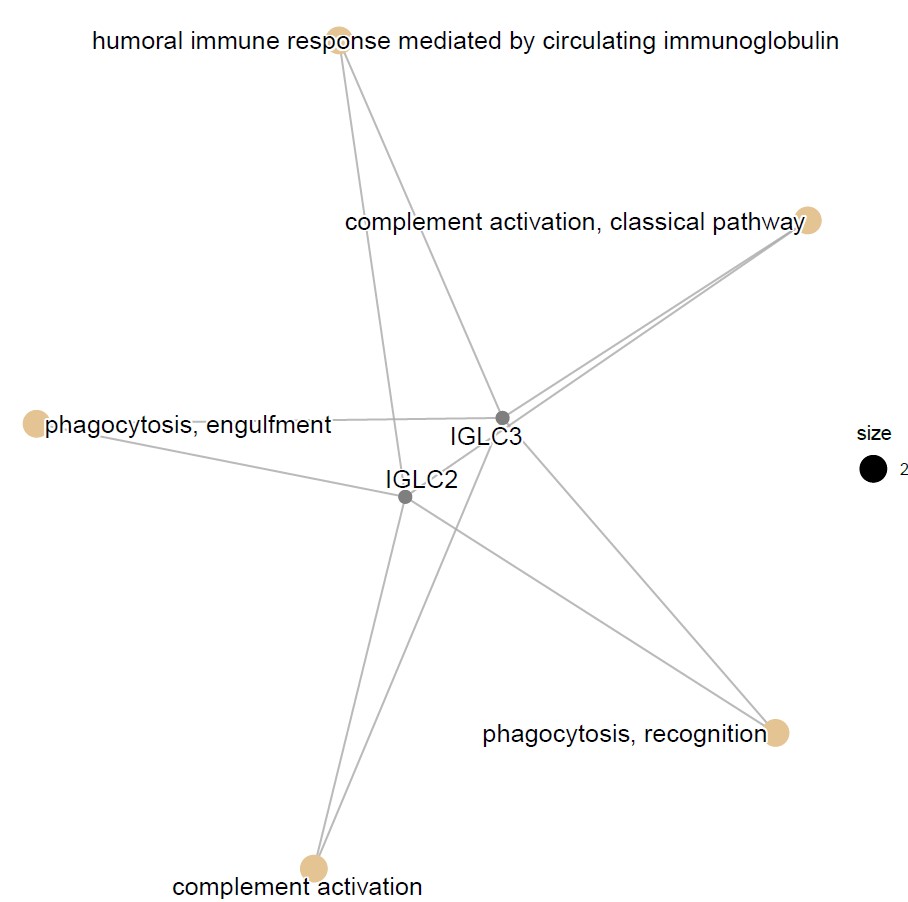 humoral immune response mediated by circulating immunoglobulin
complement activation, classical pathway
phagocytosis, engulfment
IGLC3
size
2
IGLC2
phagocytosis, recognition
complement activation